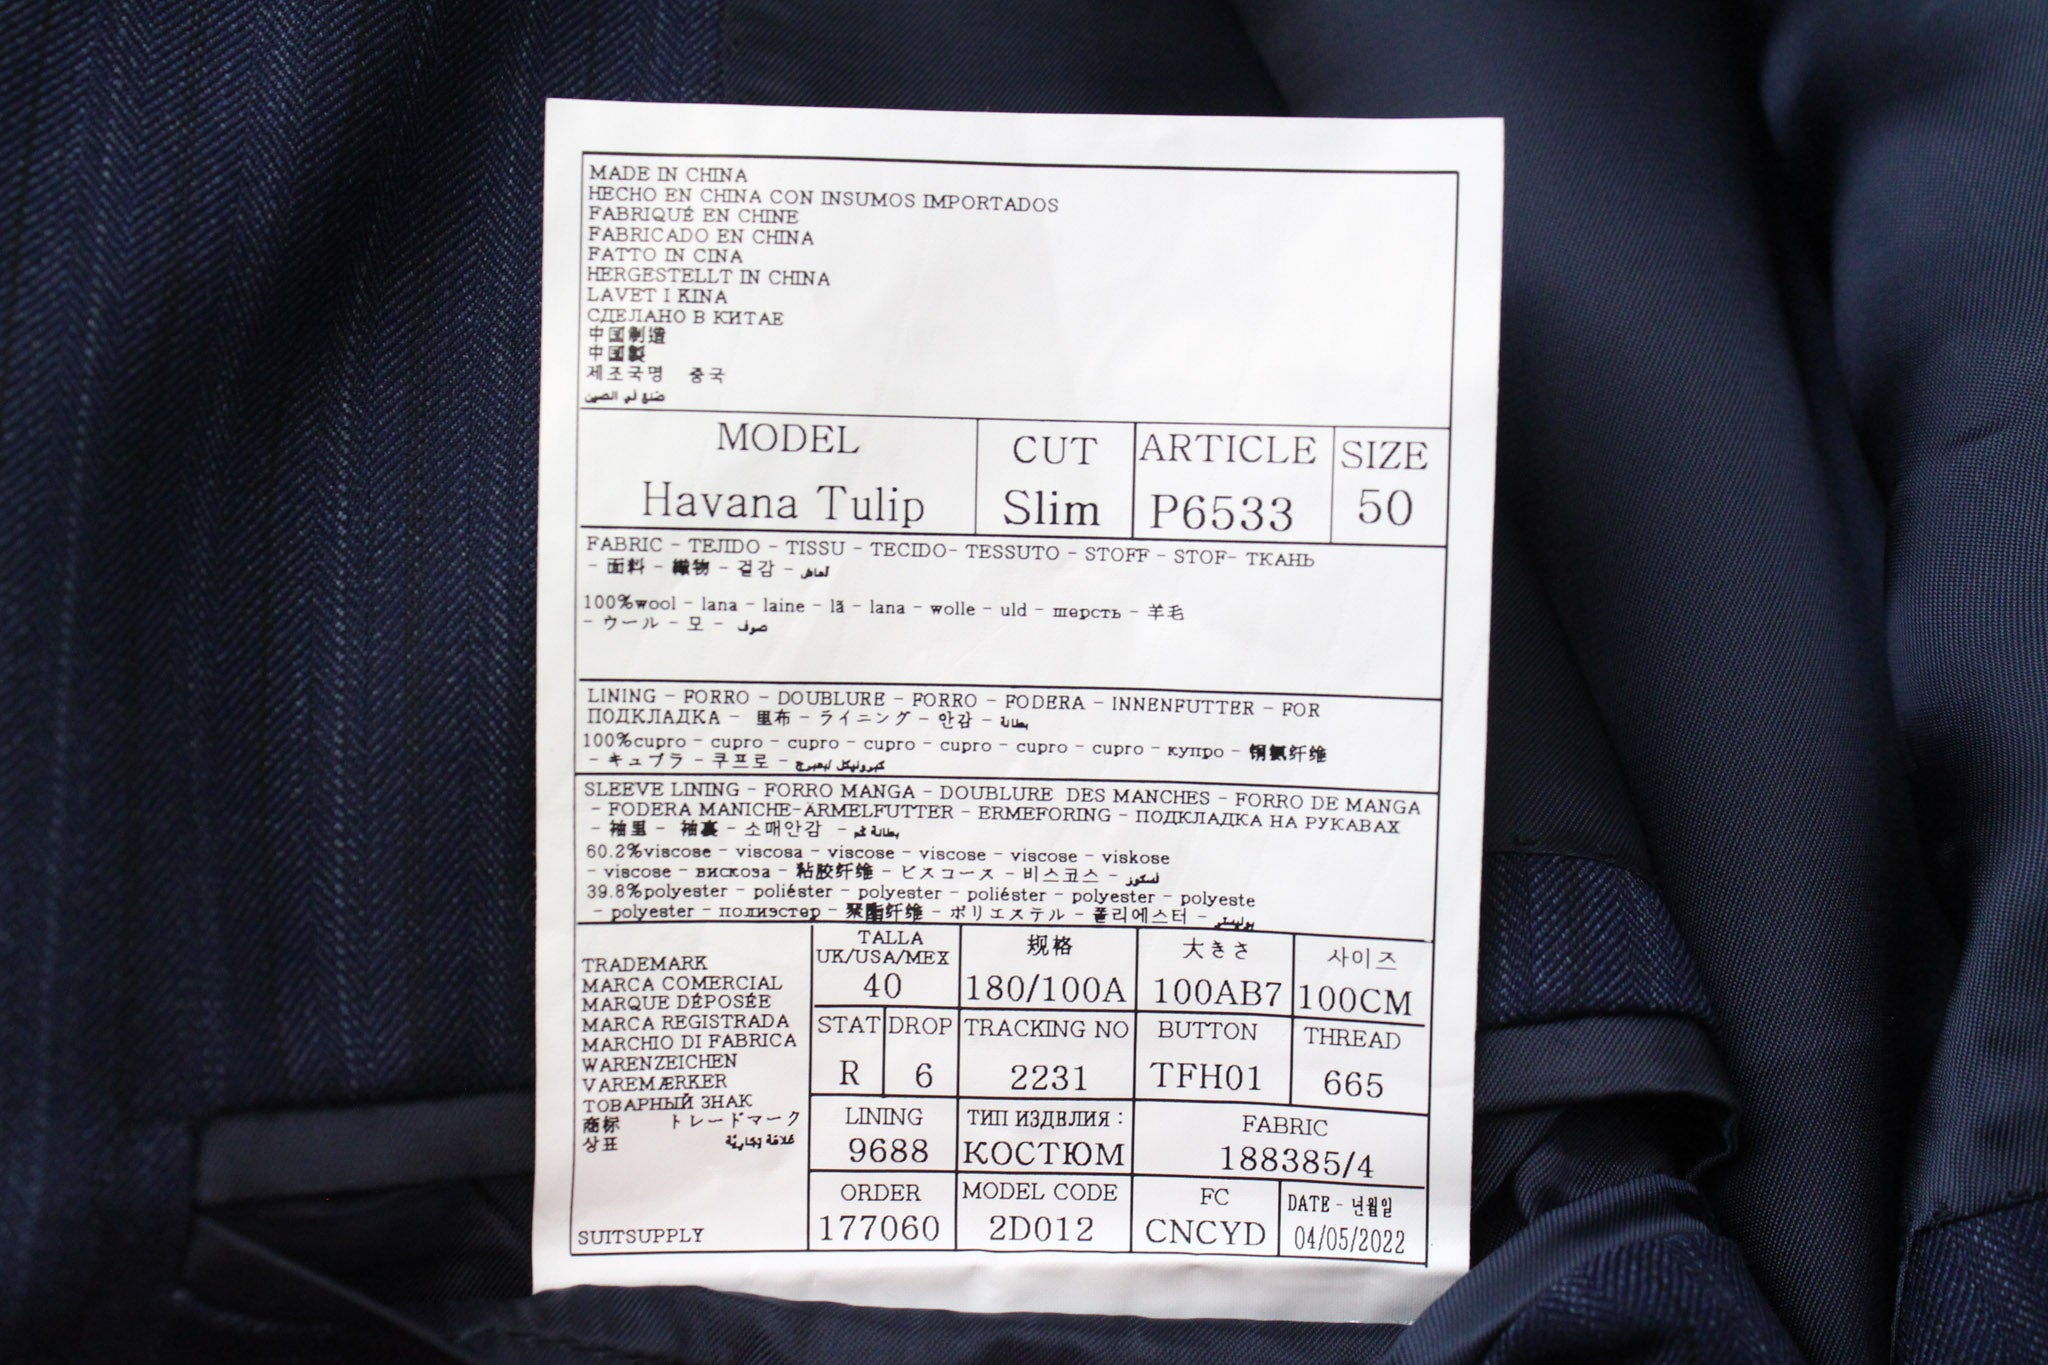 MADE IN CHINA
HECHO EN CHINA CON INSUMOS IMPORTADOS
FABRIQUÉ EN CHINE
FABRICADO EN CHINA
FATTO IN CINA
HERGESTELLT IN CHINA
LAVET I KINA
СДЕЛАНО В КИТАЕ
中国制造
中国製
제조국명 중국
صنع في الصين
MODEL CUT ARTICLE SIZE
Havana Tulip Slim P6533 50
FABRIC - TEJIDO - TISSU - TECIDO- TESSUTO - STOFF - STOF- ТКАНЬ
- 面料 - 織物 - 겉감 - لماش
100%wool - lana - laine - lã - lana - wolle - uld - шерсть - 羊毛
- ウール - 모 - صوف
LINING - FORRO - DOUBLURE - FORRO - FODERA - INNENFUTTER - FOR
ПОДКЛАДКА - 里布 - ライニング - 안감 - بطانة
100%cupro - cupro - cupro - cupro - cupro - cupro - cupro - купро - 铜氨纤维
- キュプラ - 쿠프로 -
SLEEVE LINING - FORRO MANGA - DOUBLURE DES MANCHES - FORRO DE MANGA
- FODERA MANICHE-ÄRMELFUTTER - ERMEFORING - ПОДКЛАДКА НА РУКАВАХ
- 袖里 - 袖裏 - 소매안감 - بطانة كم
60.2%viscose - viscosa - viscose - viscose - viscose - viskose
- viscose - вискоза - 粘胶纤维 - ビスコース - 비스코스 -
39.8%polyester - poliéster - polyester - poliéster - polyester - polyeste
- polyester - полиэстер - 聚酯纤维 - ポリエステル - 폴리에스터 -
TRADEMARK
MARCA COMERCIAL
MARQUE DÉPOSÉE
MARCA REGISTRADA
MARCHIO DI FABRICA
WARENZEICHEN
VAREMÆRKER
ТОВАРНЫЙ ЗНАК
商标 トレードマーク
상표
SUITSUPPLY
TALLA
UK/USA/MEX 规格 大きさ 사이즈
40 180/100A 100AB7 100CM
STAT DROP TRACKING NO BUTTON THREAD
R 6 2231 TFH01 665
LINING ТИП ИЗДЕЛИЯ: FABRIC
9688 КОСТЮМ 188385/4
ORDER MODEL CODE FC DATE - 년월일
177060 2D012 CNCYD 04/05/2022